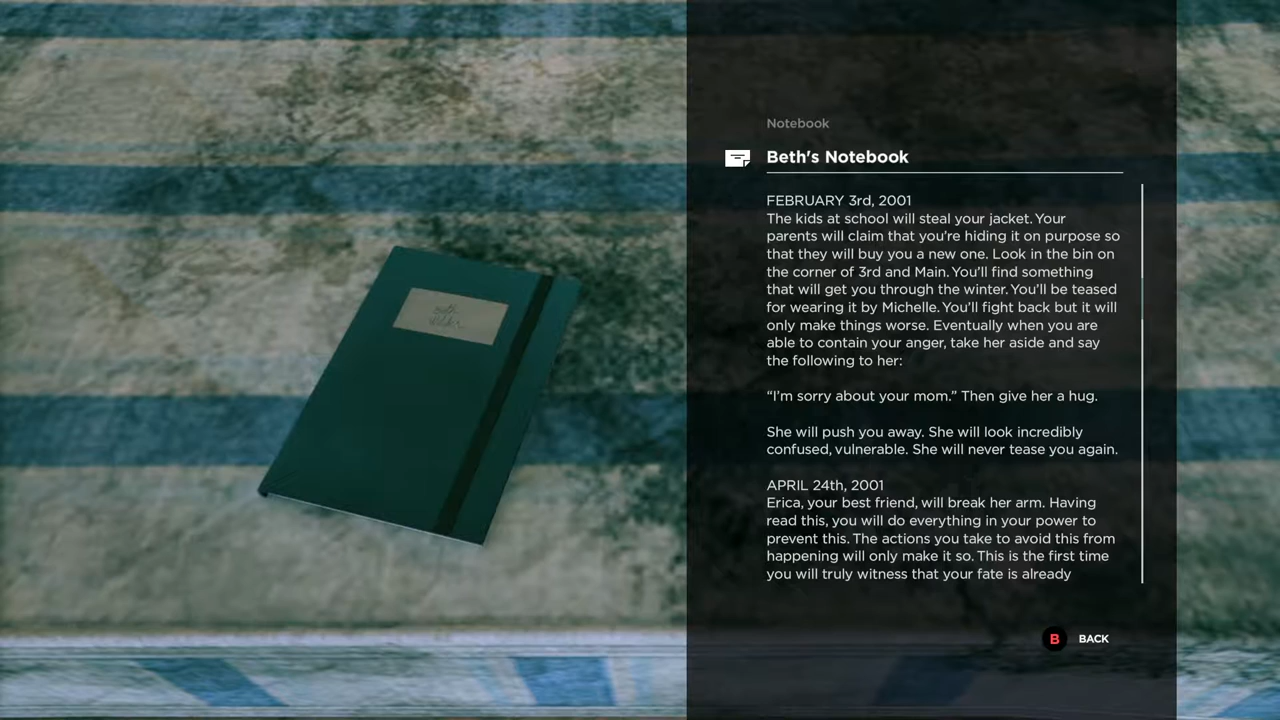 Notebook
Beth's Notebook
FEBRUARY 3rd, 2001
The kids at school will steal your jacket. Your
parents will claim that you're hiding it on purpose so
that they will buy you a new one. Look in the bin on
the corner of 3rd and Main. You'll find something
that will get you through the winter. You'll be teased
for wearing it by Michelle. You'll fight back but it will
only make things worse. Eventually when you are
able to contain your anger, take her aside and say
the following to her:
“I'm sorry about your mom.” Then give her a hug.
She will push you away. She will look incredibly
confused, vulnerable. She will never tease you again.
APRIL 24th, 2001
Erica, your best friend, will break her arm. Having
read this, you will do everything in your power to
prevent this. The actions you take to avoid this from
happening will only make it so. This is the first time
you will truly witness that your fate is already
B BACK